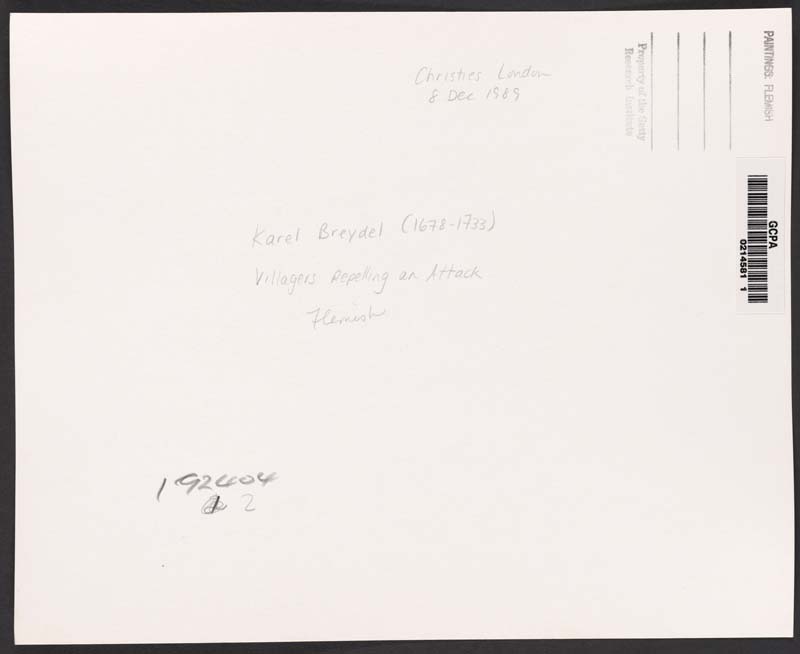 Christies London
8 Dec 1989
PAINTINGS: FLEMISH
Property of the Getty
Research Institute
GCPA
0214581 1
Karel Breydel (1678-1733)
Villagers Repelling an Attack
Flemish
192404
2